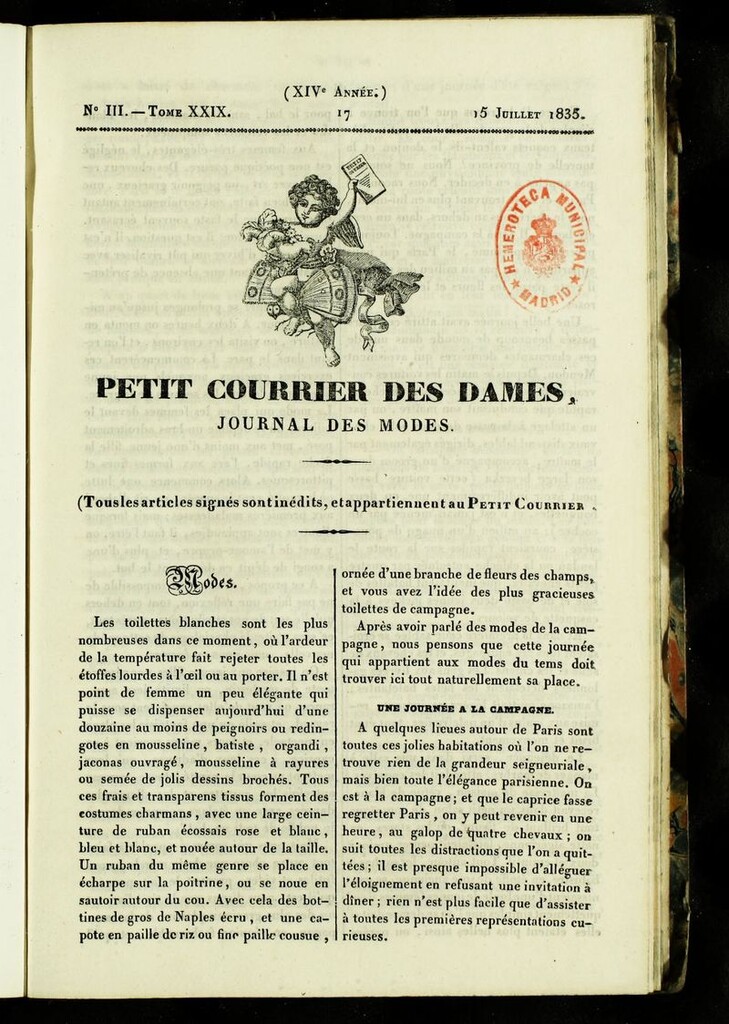 (XIVe Année.)
No III. — Tome XXIX. 17 15 Juillet 1835.
HEMEROTECA MUNICIPAL
★ MADRID ★
PETIT COURRIER DES DAMES,
JOURNAL DES MODES.
(Tous les articles signés sont inédits, et appartiennent au Petit Courrier.
Modes.
Les toilettes blanches sont les plus
nombreuses dans ce moment, où l'ardeur
de la température fait rejeter toutes les
étoffes lourdes à l'œil ou au porter. Il n'est
point de femme un peu élégante qui
puisse se dispenser aujourd'hui d'une
douzaine au moins de peignoirs ou redin-
gotes en mousseline, batiste, organdi,
jaconas ouvragé, mousseline à rayures
ou semée de jolis dessins brochés. Tous
ces frais et transparens tissus forment des
costumes charmans, avec une large cein-
ture de ruban écossais rose et blanc,
bleu et blanc, et nouée autour de la taille.
Un ruban du même genre se place en
écharpe sur la poitrine, ou se noue en
sautoir autour du cou. Avec cela des bot-
tines de gros de Naples écru, et une ca-
pote en paille de riz ou fine paille cousue,
ornée d'une branche de fleurs des champs,
et vous avez l'idée des plus gracieuses
toilettes de campagne.
Après avoir parlé des modes de la cam-
pagne, nous pensons que cette journée
qui appartient aux modes du tems doit
trouver ici tout naturellement sa place.
UNE JOURNÉE A LA CAMPAGNE.
A quelques lieues autour de Paris sont
toutes ces jolies habitations où l'on ne re-
trouve rien de la grandeur seigneuriale,
mais bien toute l'élégance parisienne. On
est à la campagne; et que le caprice fasse
regretter Paris, on y peut revenir en une
heure, au galop de quatre chevaux; on
suit toutes les distractions que l'on a quit-
tées; il est presque impossible d'alléguer
l'éloignement en refusant une invitation à
dîner; rien n'est plus facile que d'assister
à toutes les premières représentations cu-
rieuses.